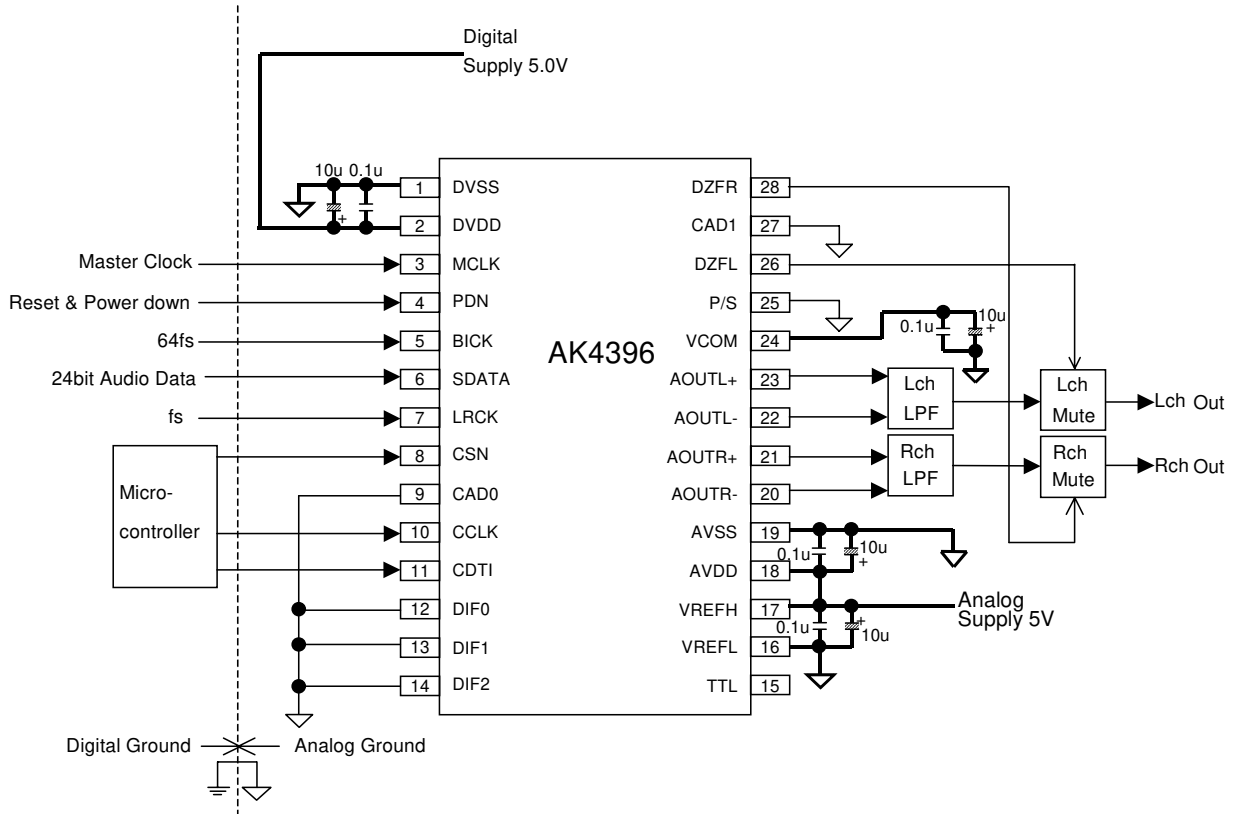 Digital
Supply 5.0V
10u 0.1u
+
1 DVSS
2 DVDD
Master Clock 3 MCLK
Reset & Power down 4 PDN
64fs 5 BICK
24bit Audio Data 6 SDATA
fs 7 LRCK
8 CSN
Micro-
controller
9 CAD0
10 CCLK
11 CDTI
12 DIF0
13 DIF1
14 DIF2
AK4396
DZFR 28
CAD1 27
DZFL 26
P/S 25
VCOM 24
0.1u 10u
+
AOUTL+ 23
AOUTL- 22
Lch
LPF
Lch
Mute
Lch Out
AOUTR+ 21
AOUTR- 20
Rch
LPF
Rch
Mute
Rch Out
AVSS 19
0.1u 10u
+
AVDD 18
VREFH 17
Analog
Supply 5V
0.1u + 10u
VREFL 16
TTL 15
Digital Ground Analog Ground